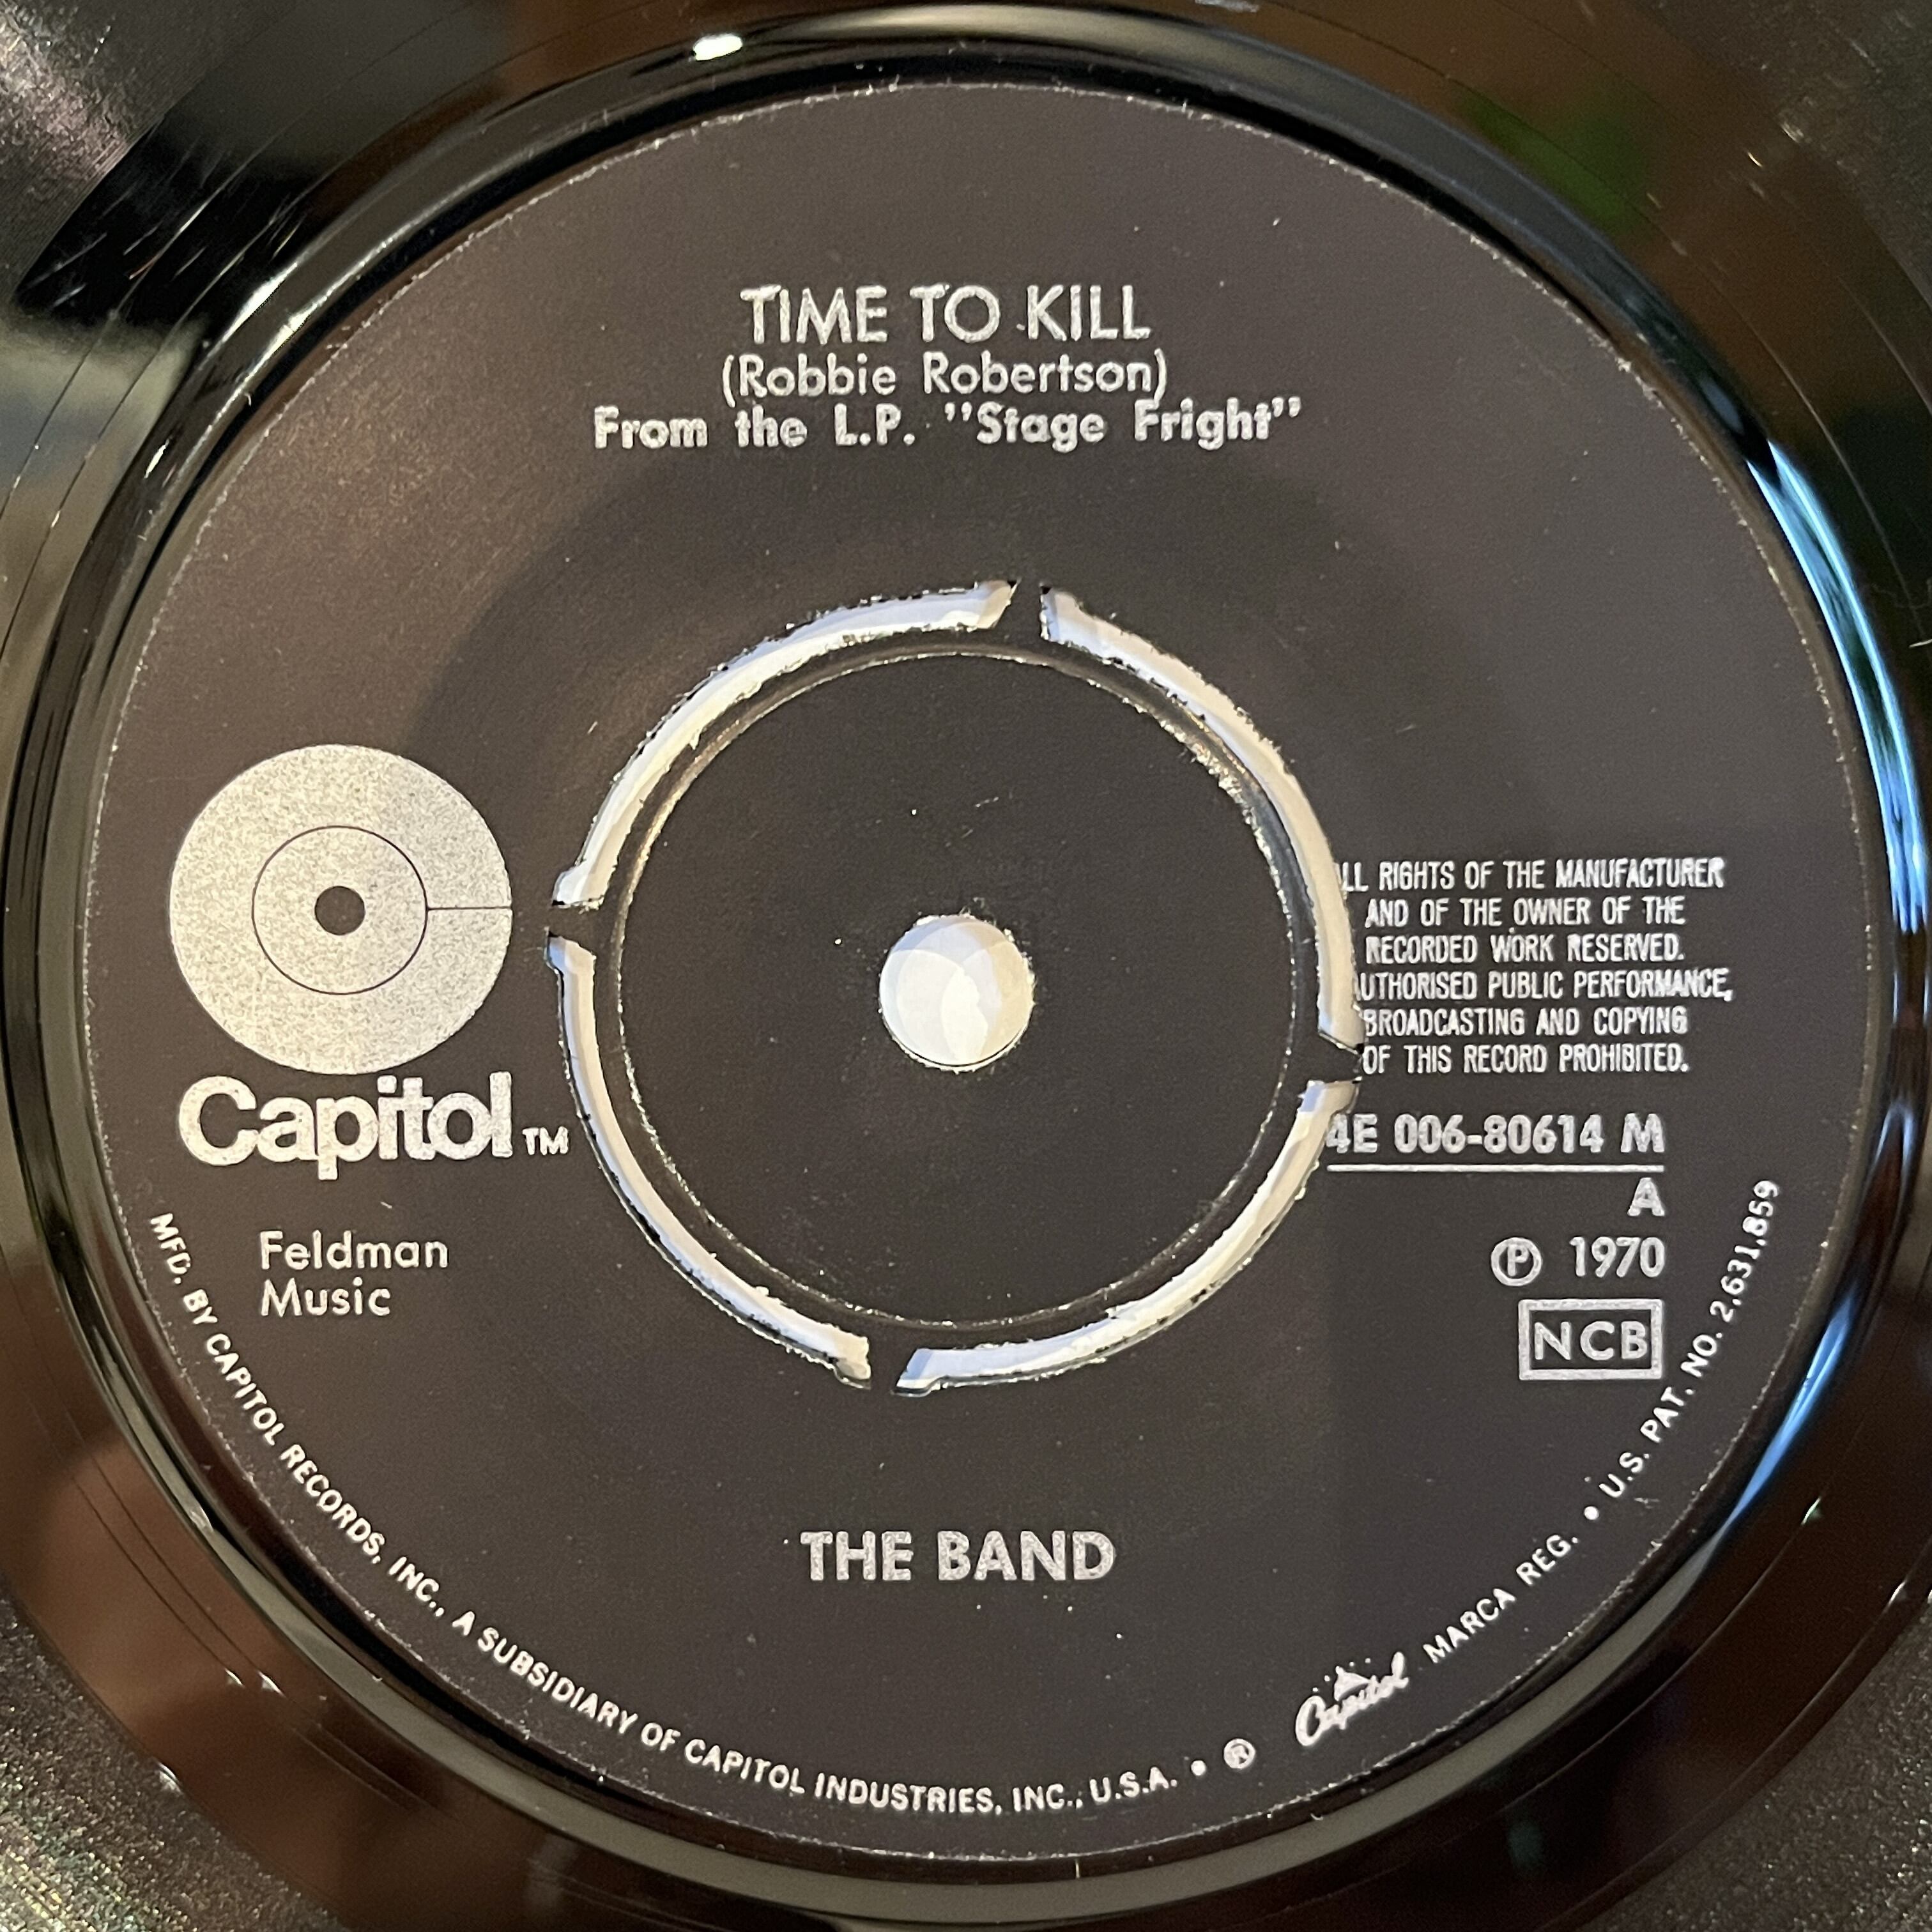 TIME TO KILL
(Robbie Robertson)
From the L.P. "Stage Fright"
Capitol TM
Feldman
Music
LL RIGHTS OF THE MANUFACTURER
AND OF THE OWNER OF THE
RECORDED WORK RESERVED.
UTHORISED PUBLIC PERFORMANCE,
BROADCASTING AND COPYING
OF THIS RECORD PROHIBITED.
4E 006-80614 M
A
Ⓟ 1970
NCB
THE BAND
MFD. BY CAPITOL RECORDS, INC., A SUBSIDIARY OF CAPITOL INDUSTRIES, INC., U.S.A. • ® Capitol MARCA REG. • U.S. PAT. NO. 2,631,859